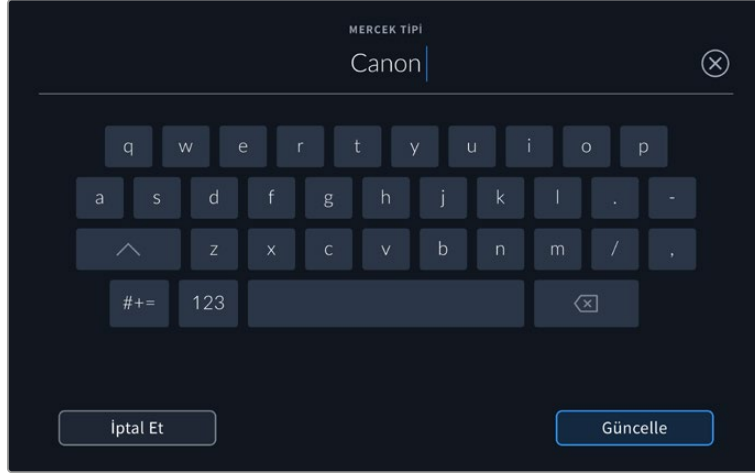 MERCEK TİPİ
Canon
q w e r t y u i o p
a s d f g h j k l . -
z x c v b n m / ,
#+= 123
İptal Et Güncelle